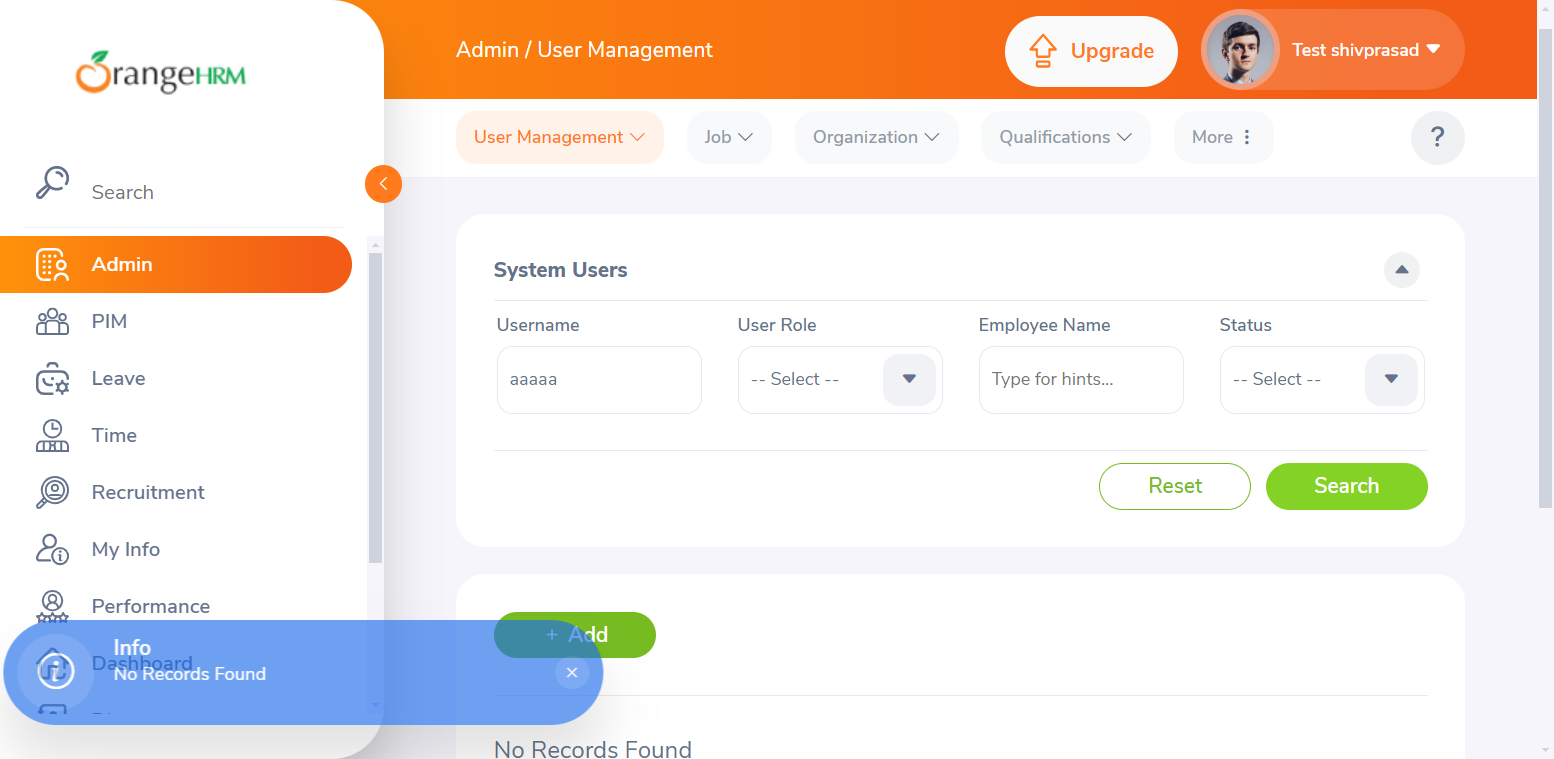 OrangeHRM
Admin / User Management
Upgrade
Test shivprasad
User Management
Job
Organization
Qualifications
More
?
Search
Admin
PIM
Leave
Time
Recruitment
My Info
Performance
Dashboard
System Users
Username
User Role
Employee Name
Status
aaaaa
-- Select --
Type for hints...
-- Select --
Reset
Search
+ Add
Info
No Records Found
No Records Found